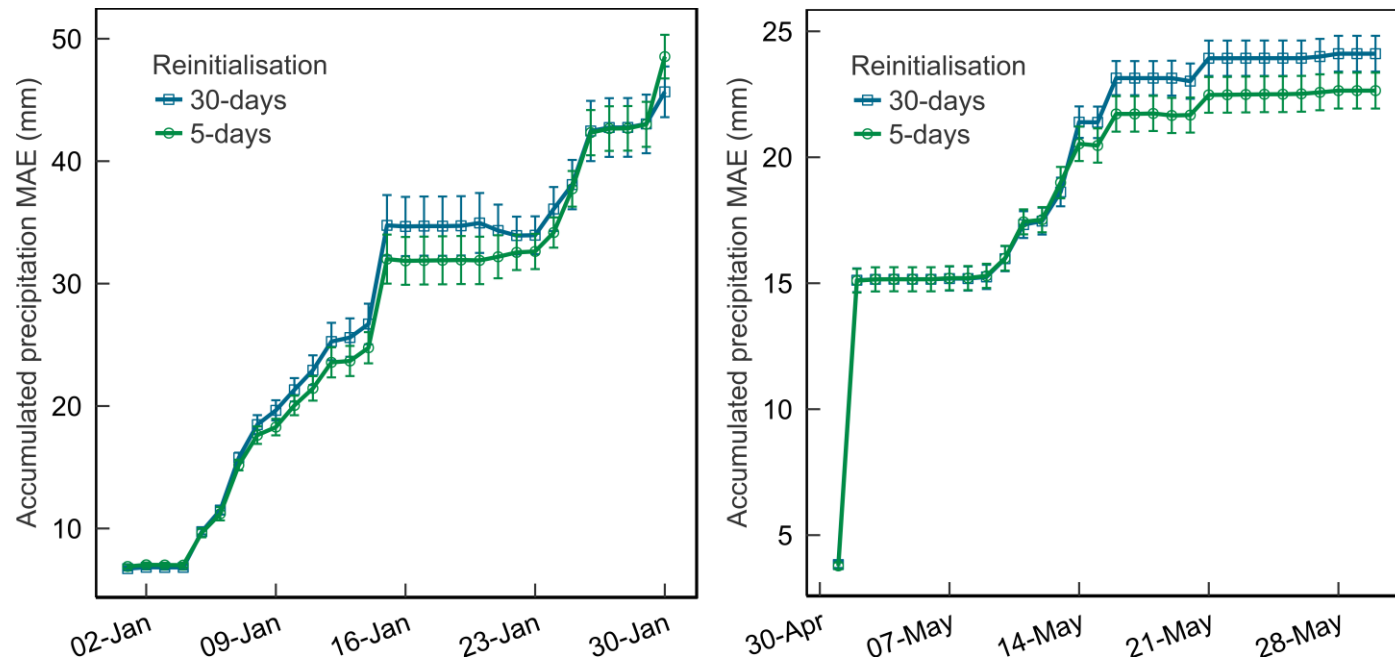 Accumulated precipitation MAE (mm)
50
40
30
20
10
Reinitialisation
30-days
5-days
02-Jan
09-Jan
16-Jan
23-Jan
30-Jan
Accumulated precipitation MAE (mm)
25
20
15
10
5
Reinitialisation
30-days
5-days
30-Apr
07-May
14-May
21-May
28-May